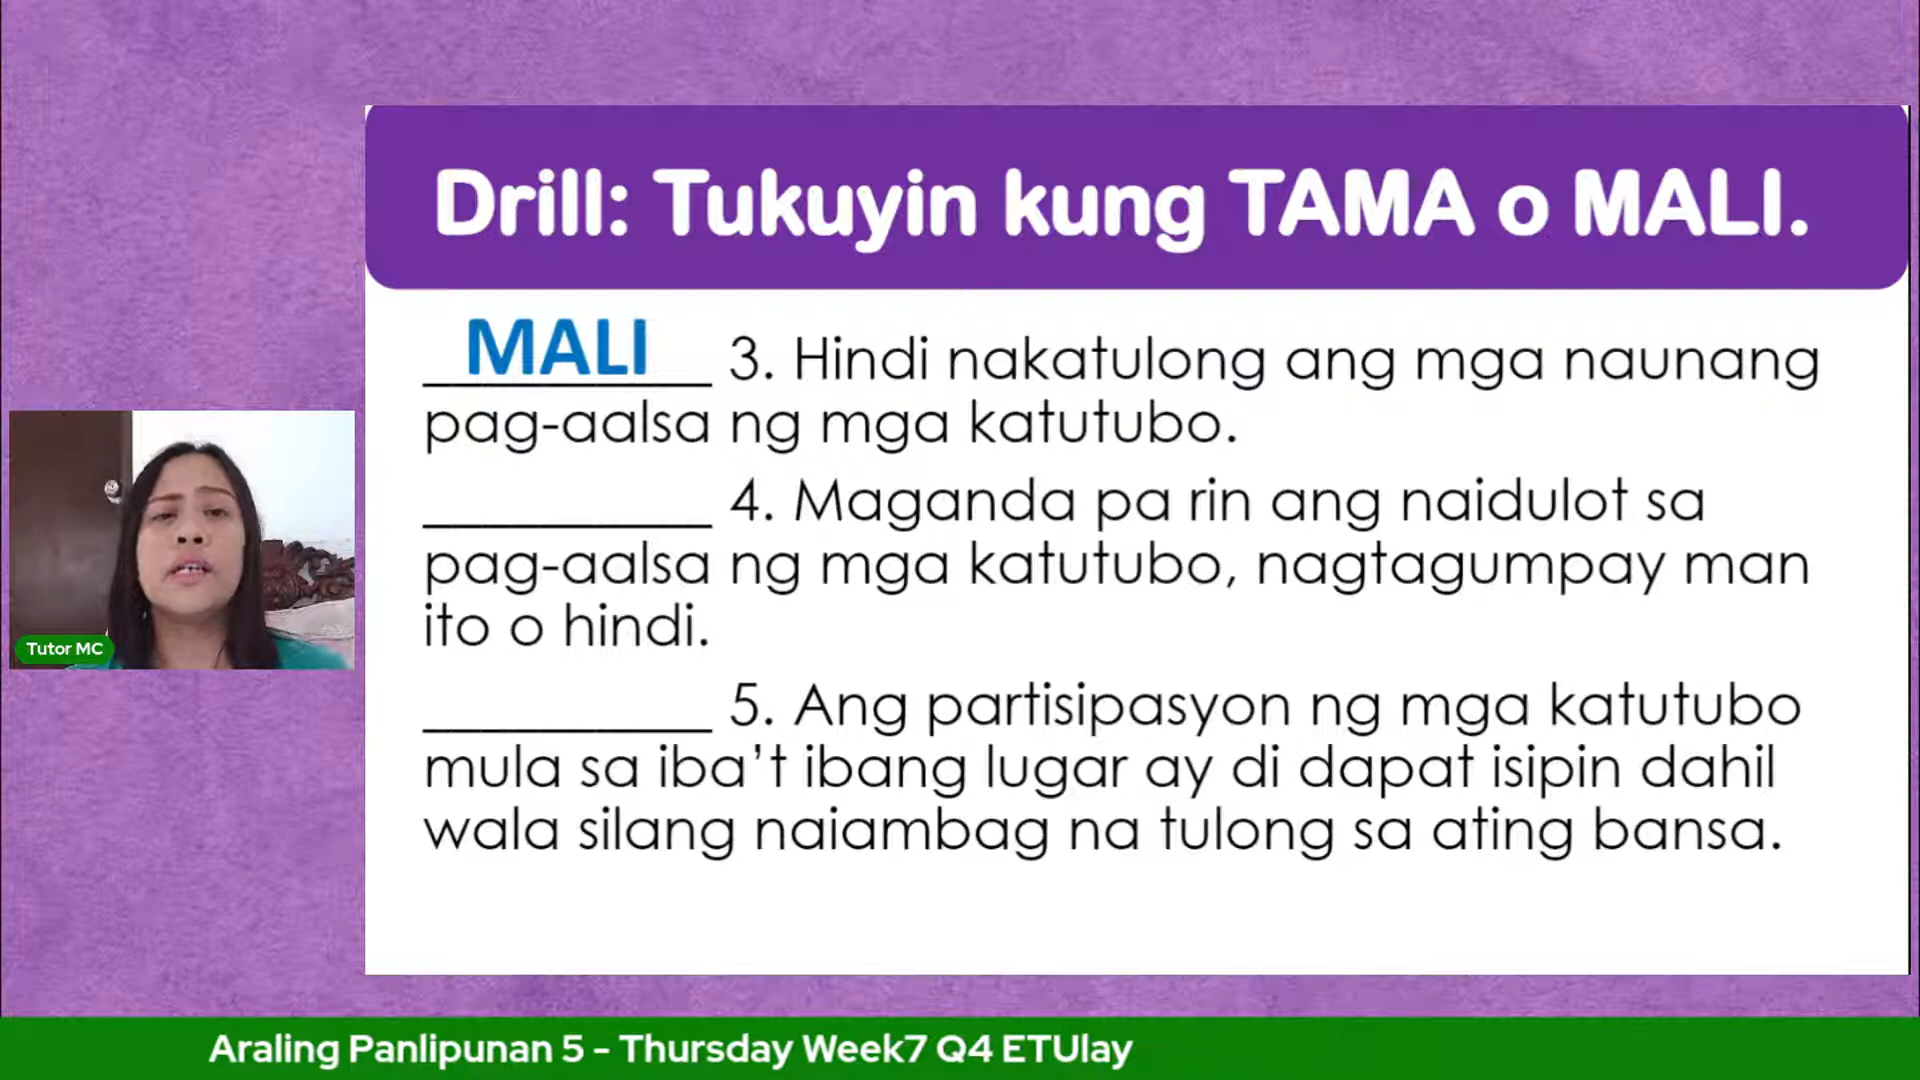 Drill: Tukuyin kung TAMA o MALI.
MALI 3. Hindi nakatulong ang mga naunang
pag-aalsa ng mga katutubo.
__________ 4. Maganda pa rin ang naidulot sa
pag-aalsa ng mga katutubo, nagtagumpay man
ito o hindi.
__________ 5. Ang partisipasyon ng mga katutubo
mula sa iba’t ibang lugar ay di dapat isipin dahil
wala silang naiambag na tulong sa ating bansa.
Tutor MC
Araling Panlipunan 5 - Thursday Week7 Q4 ETUlay